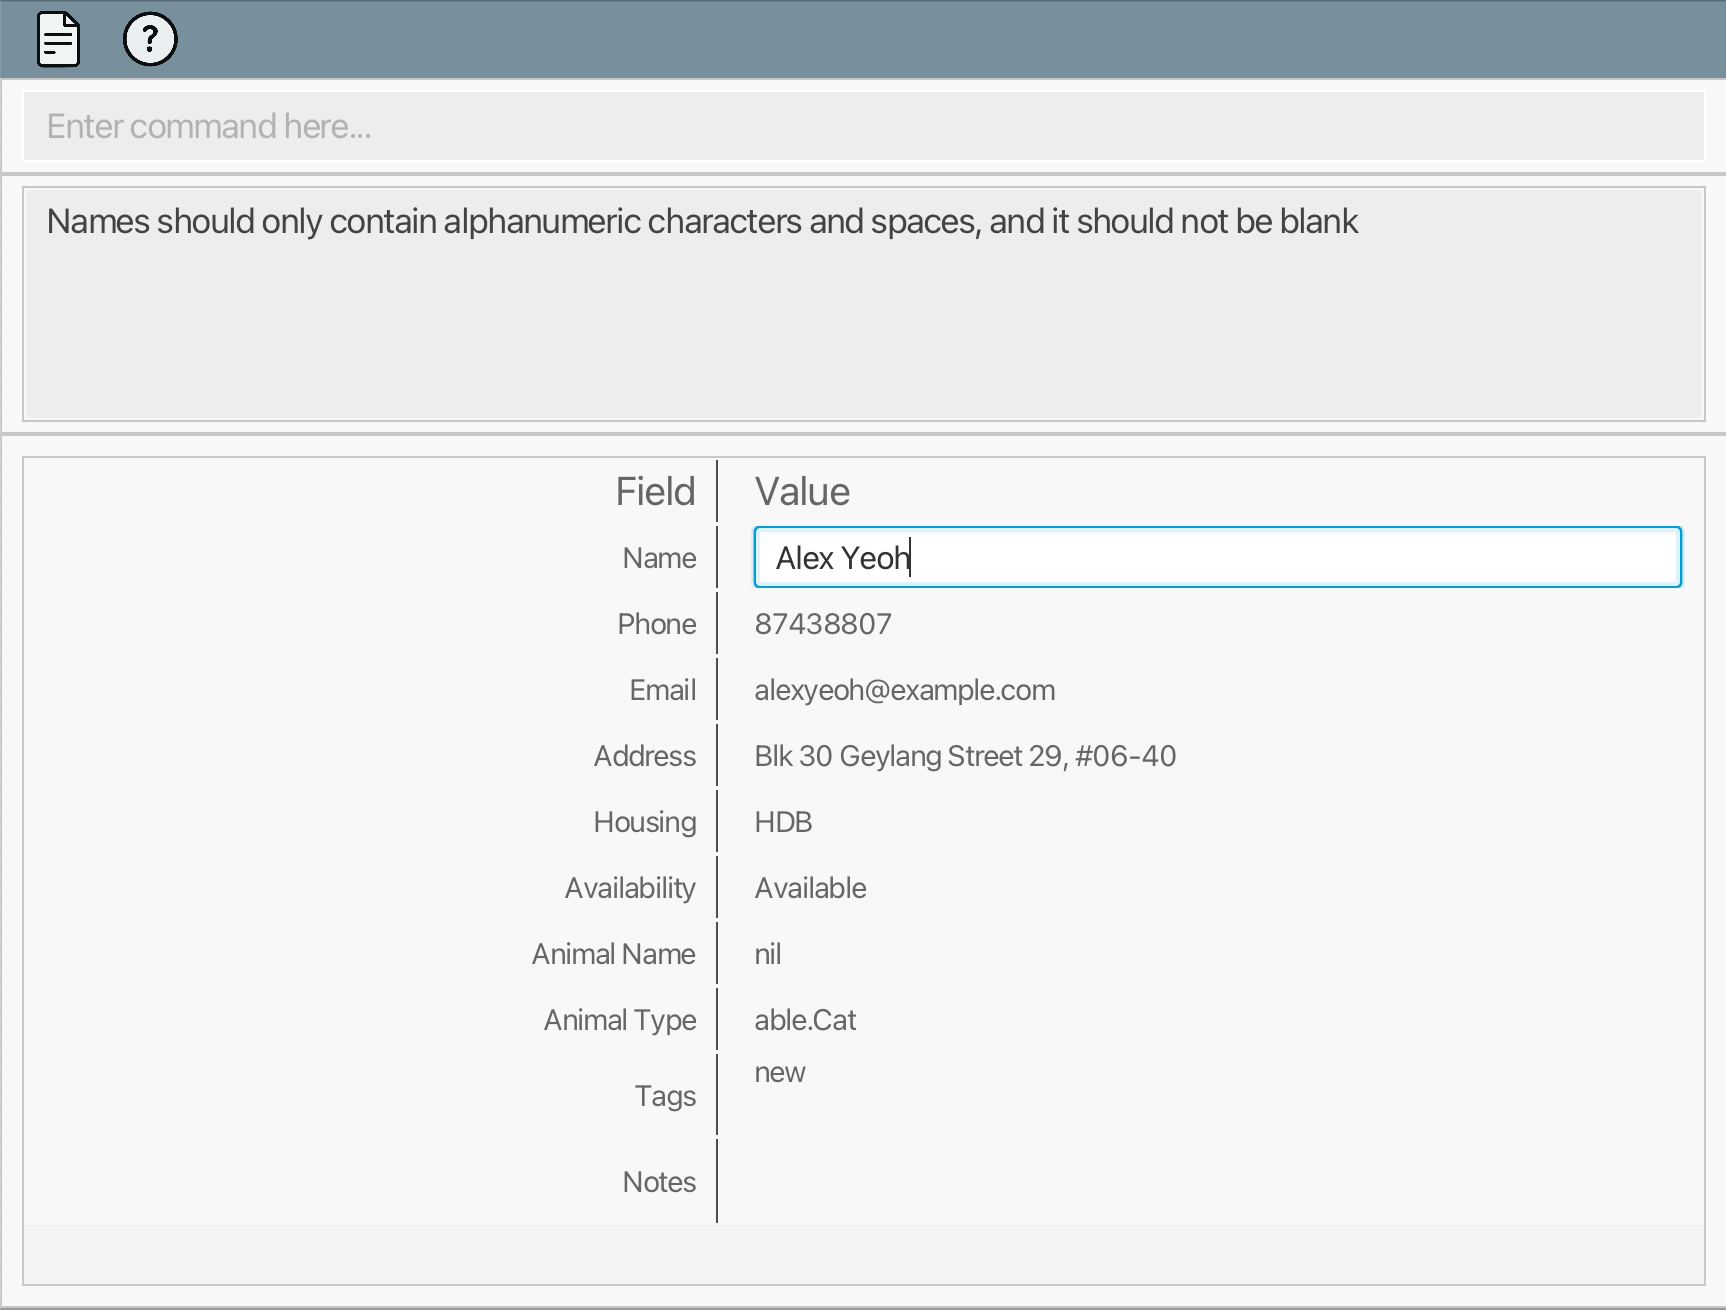 ?
Enter command here...
Names should only contain alphanumeric characters and spaces, and it should not be blank
Field Value
Name Alex Yeoh
Phone 87438807
Email alexyeoh@example.com
Address Blk 30 Geylang Street 29, #06-40
Housing HDB
Availability Available
Animal Name nil
Animal Type able.Cat
Tags new
Notes